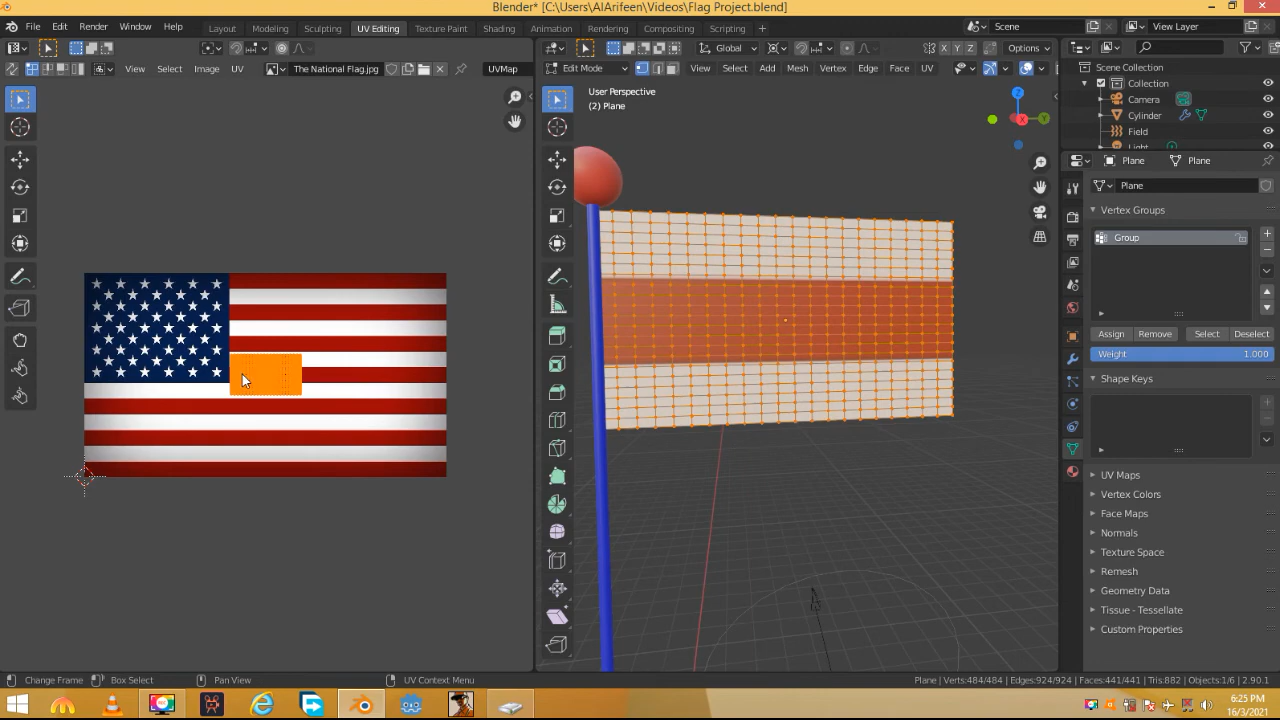 Blender* [C:\Users\AlArifeen\Videos\Flag Project.blend]
File Edit Render Window Help Layout Modeling Sculpting UV Editing Texture Paint Shading Animation Rendering Compositing Scripting + Scene View Layer
Global Options
View Select Image UV The National Flag.jpg UVMap
Edit Mode View Select Add Mesh Vertex Edge Face UV
X Y Z
User Perspective
(2) Plane
Z
X
Y
Scene Collection
Collection
Camera
Cylinder
Field
Light
Plane Plane
Plane
Vertex Groups
Group
Assign Remove Select Deselect
Weight 1.000
Shape Keys
UV Maps
Vertex Colors
Face Maps
Normals
Texture Space
Remesh
Geometry Data
Tissue - Tessellate
Custom Properties
Change Frame Box Select Pan View UV Context Menu Plane | Verts:484/484 | Edges:924/924 | Faces:441/441 | Tris:882 | Objects:1/6 | 2.90.1
6:25 PM
16/3/2021